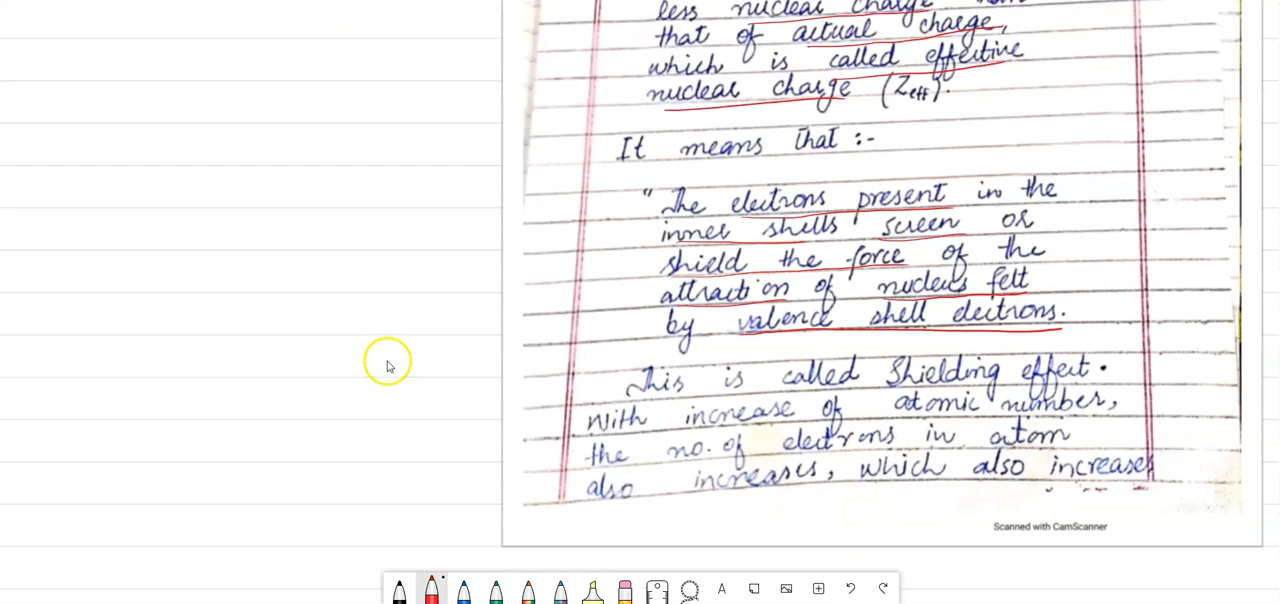 less nuclear charge than
that of actual charge,
which is called effective
nuclear charge (Zeff).
It means that :-
"The electrons present in the
inner shells screen or
shield the force of the
attraction of nucleus felt
by valence shell electrons.
This is called Shielding effect.
With increase of atomic number,
the no. of electrons in atom
also increases, which also increases
Scanned with CamScanner
A